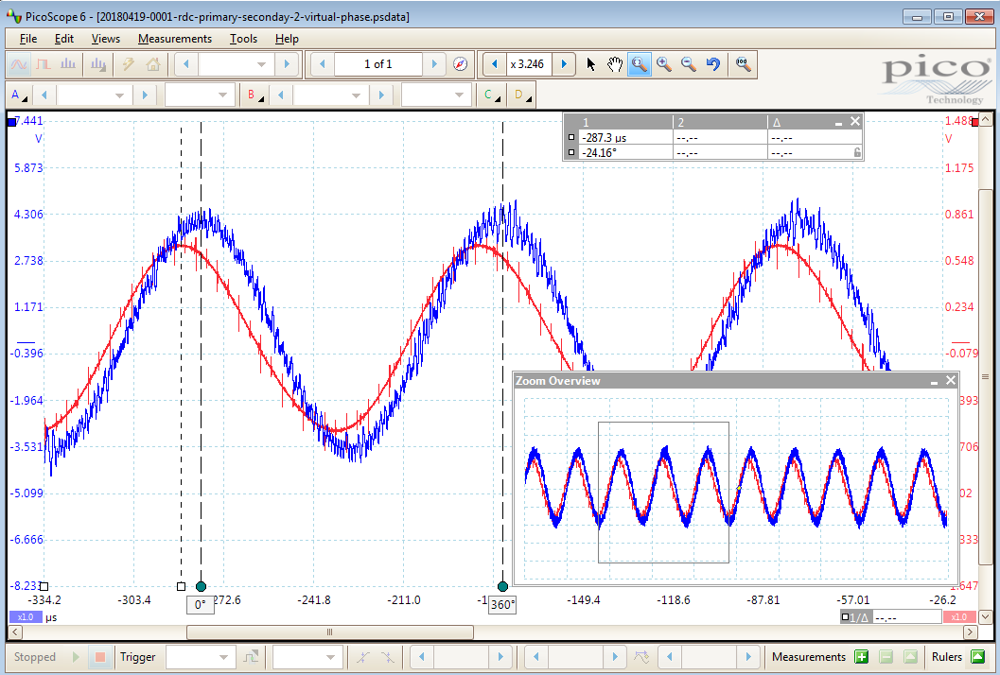 PicoScope 6 - [20180419-0001-rdc-primary-seconday-2-virtual-phase.psdata]
File Edit Views Measurements Tools Help
1 of 1 x 3.246
pico
Technology
A B C D
7.441 1.488
V V
5.873 1.175
4.306 0.861
2.738 0.548
1.171 0.234
-0.396 -0.079
-1.964 393
-3.531 706
-5.099 02
-6.666 333
-8.233 1.647
1 2 Δ
-287.3 µs --.-- --.--
-24.16° --.-- --.--
Zoom Overview
-334.2 -303.4 272.6 -241.8 -211.0 -1 -149.4 -118.6 -87.81 -57.01 -26.2
0° 360°
x1.0 µs 1/Δ --.-- x1.0
Stopped Trigger Measurements Rulers